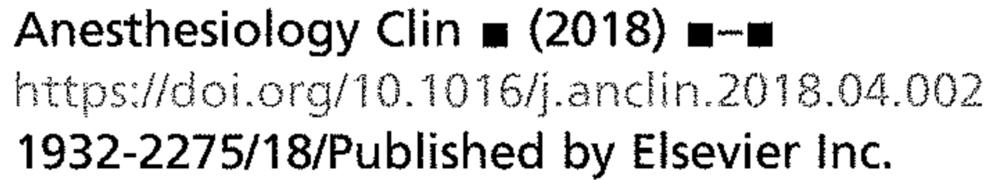 Anesthesiology Clin ■ (2018) ■–■
https://doi.org/10.1016/j.anclin.2018.04.002
1932-2275/18/Published by Elsevier Inc.